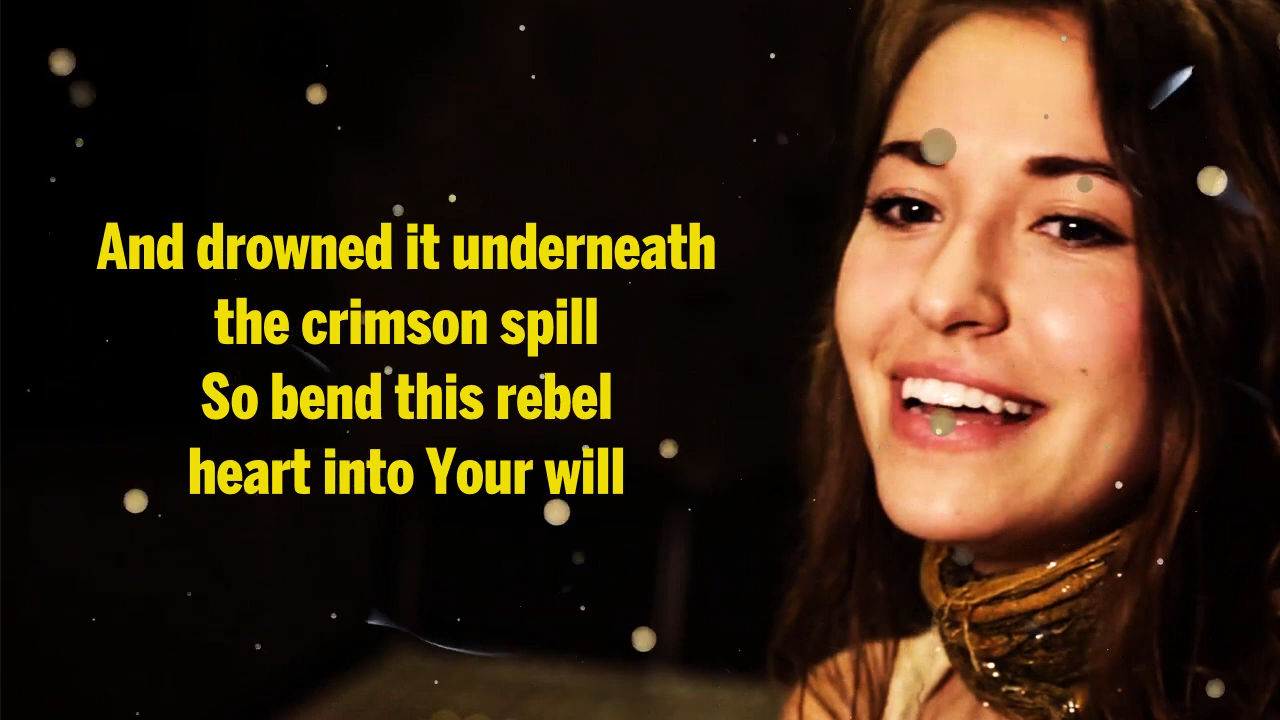 And drowned it underneath
the crimson spill
So bend this rebel
heart into Your will